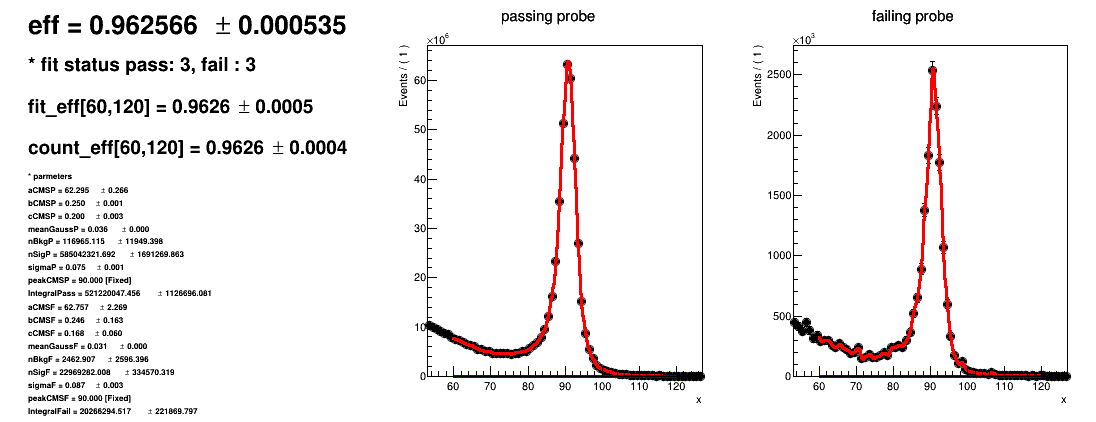 eff = 0.962566 ± 0.000535
* fit status pass: 3, fail : 3
fit_eff[60,120] = 0.9626 ± 0.0005
count_eff[60,120] = 0.9626 ± 0.0004
* parmeters
aCMSP = 62.295 ± 0.266
bCMSP = 0.250 ± 0.001
cCMSP = 0.200 ± 0.003
meanGaussP = 0.036 ± 0.000
nBkgP = 116965.115 ± 11949.398
nSigP = 585042321.692 ± 1691269.863
sigmaP = 0.075 ± 0.001
peakCMSP = 90.000 [Fixed]
IntegralPass = 521220047.456 ± 1126696.081
aCMSF = 62.757 ± 2.269
bCMSF = 0.246 ± 0.163
cCMSF = 0.168 ± 0.060
meanGaussF = 0.031 ± 0.000
nBkgF = 2462.907 ± 2596.396
nSigF = 22969282.008 ± 334570.319
sigmaF = 0.087 ± 0.003
peakCMSF = 90.000 [Fixed]
IntegralFail = 20266294.517 ± 221869.797
passing probe
×10⁶
Events / ( 1 )
60
50
40
30
20
10
0
60 70 80 90 100 110 120
x
failing probe
×10³
Events / ( 1 )
2500
2000
1500
1000
500
0
60 70 80 90 100 110 120
x